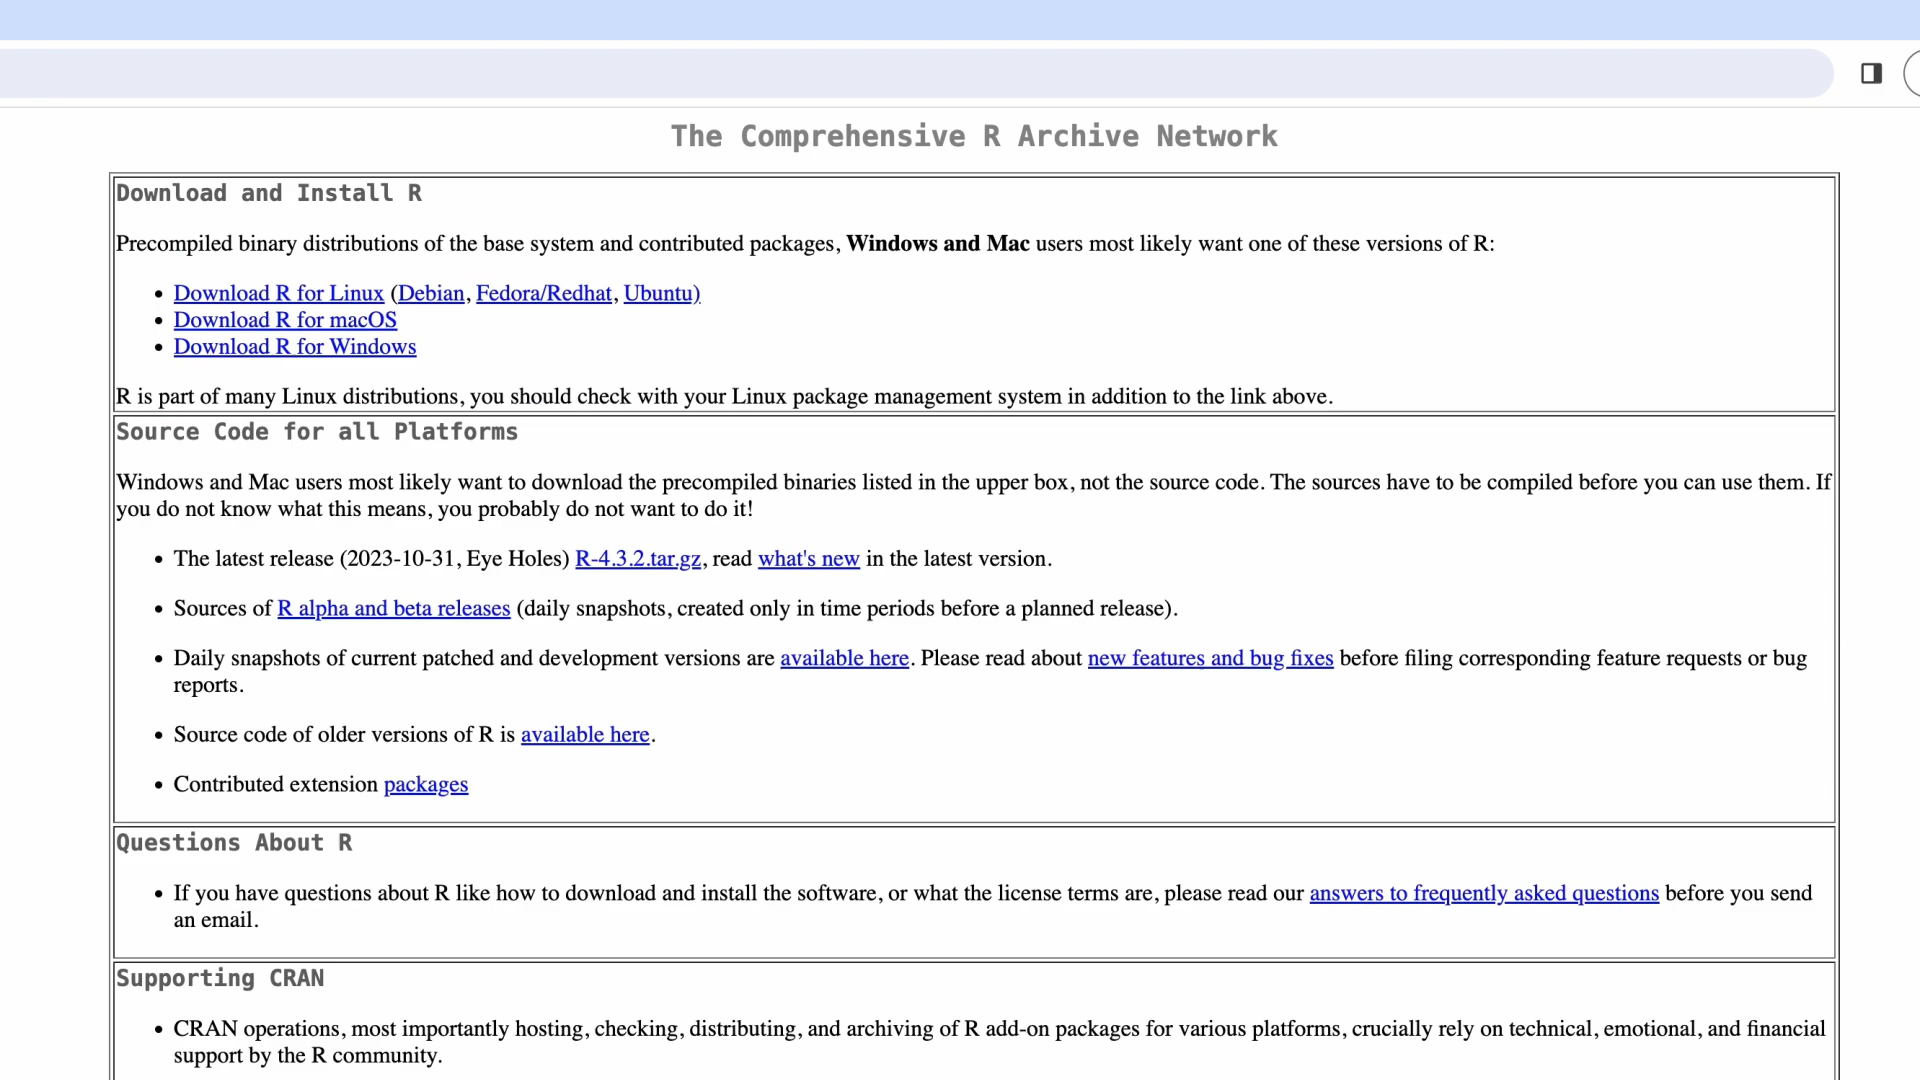 The Comprehensive R Archive Network
Download and Install R
Precompiled binary distributions of the base system and contributed packages, Windows and Mac users most likely want one of these versions of R:
Download R for Linux (Debian, Fedora/Redhat, Ubuntu)
Download R for macOS
Download R for Windows
R is part of many Linux distributions, you should check with your Linux package management system in addition to the link above.
Source Code for all Platforms
Windows and Mac users most likely want to download the precompiled binaries listed in the upper box, not the source code. The sources have to be compiled before you can use them. If
you do not know what this means, you probably do not want to do it!
The latest release (2023-10-31, Eye Holes) R-4.3.2.tar.gz, read what's new in the latest version.
Sources of R alpha and beta releases (daily snapshots, created only in time periods before a planned release).
Daily snapshots of current patched and development versions are available here. Please read about new features and bug fixes before filing corresponding feature requests or bug
reports.
Source code of older versions of R is available here.
Contributed extension packages
Questions About R
If you have questions about R like how to download and install the software, or what the license terms are, please read our answers to frequently asked questions before you send
an email.
Supporting CRAN
CRAN operations, most importantly hosting, checking, distributing, and archiving of R add-on packages for various platforms, crucially rely on technical, emotional, and financial
support by the R community.